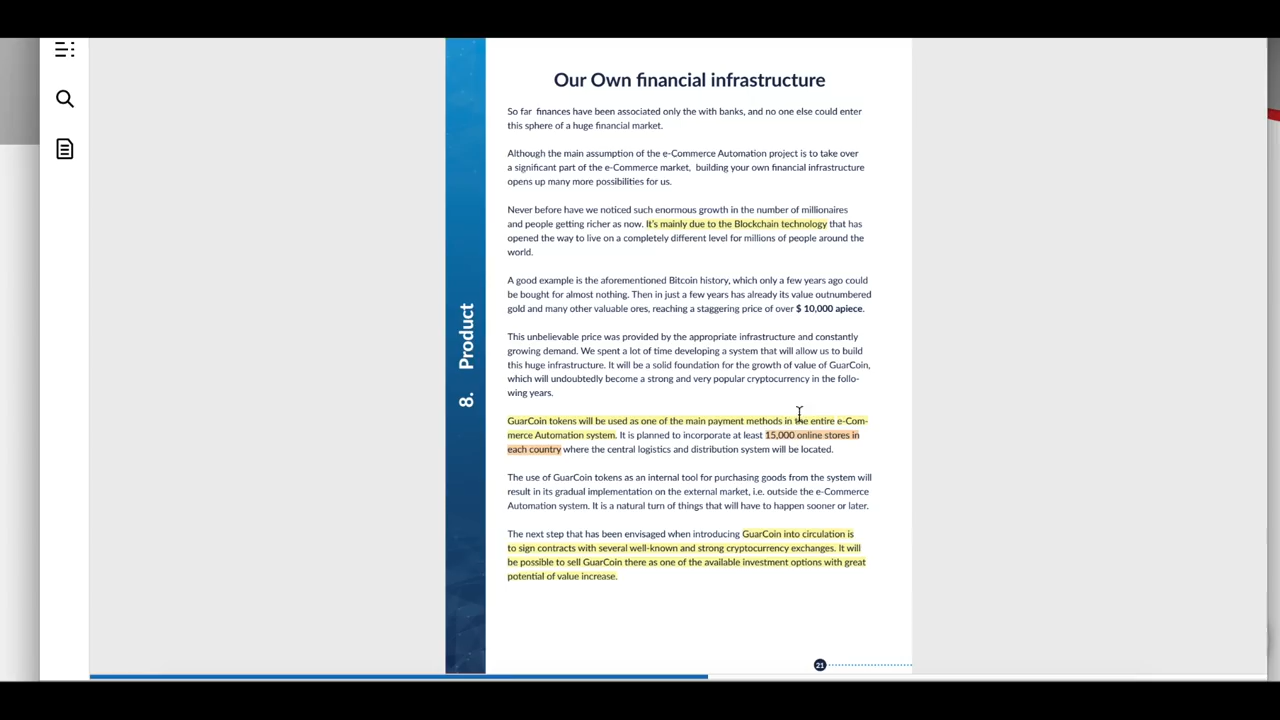 Our Own financial infrastructure
So far finances have been associated only the with banks, and no one else could enter
this sphere of a huge financial market.
Although the main assumption of the e-Commerce Automation project is to take over
a significant part of the e-Commerce market, building your own financial infrastructure
opens up many more possibilities for us.
Never before have we noticed such enormous growth in the number of millionaires
and people getting richer as now. It's mainly due to the Blockchain technology that has
opened the way to live on a completely different level for millions of people around the
world.
A good example is the aforementioned Bitcoin history, which only a few years ago could
be bought for almost nothing. Then in just a few years has already its value outnumbered
gold and many other valuable ores, reaching a staggering price of over $ 10,000 apiece.
This unbelievable price was provided by the appropriate infrastructure and constantly
growing demand. We spent a lot of time developing a system that will allow us to build
this huge infrastructure. It will be a solid foundation for the growth of value of GuarCoin,
which will undoubtedly become a strong and very popular cryptocurrency in the follo-
wing years.
GuarCoin tokens will be used as one of the main payment methods in the entire e-Com-
merce Automation system. It is planned to incorporate at least 15,000 online stores in
each country where the central logistics and distribution system will be located.
The use of GuarCoin tokens as an internal tool for purchasing goods from the system will
result in its gradual implementation on the external market, i.e. outside the e-Commerce
Automation system. It is a natural turn of things that will have to happen sooner or later.
The next step that has been envisaged when introducing GuarCoin into circulation is
to sign contracts with several well-known and strong cryptocurrency exchanges. It will
be possible to sell GuarCoin there as one of the available investment options with great
potential of value increase.
8. Product
21